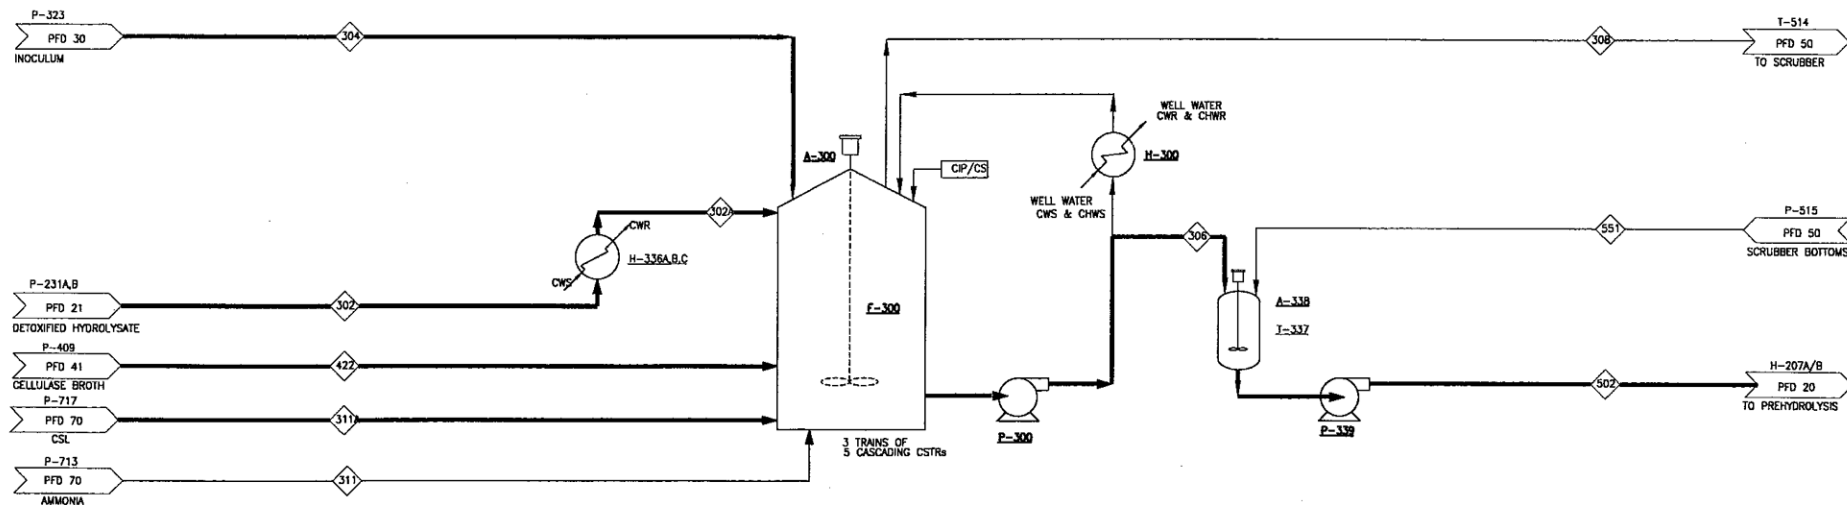 P-323
PFD 30
INOCULUM
304
308
T-514
PFD 50
TO SCRUBBER
WELL WATER
CWR & CHWR
A-300
H-300
CIP/CS
WELL WATER
CWS & CHWS
302A
CWR
H-336A,B,C
CWS
306
551
P-515
PFD 50
SCRUBBER BOTTOMS
P-231A,B
PFD 21
DETOXIFIED HYDROLYSATE
302
F-300
A-338
T-337
P-409
PFD 41
CELLULASE BROTH
422
H-207A/B
PFD 20
TO PREHYDROLYSIS
502
P-717
PFD 70
CSL
311A
P-300
P-339
3 TRAINS OF
5 CASCADING CSTRs
P-713
PFD 70
AMMONIA
311